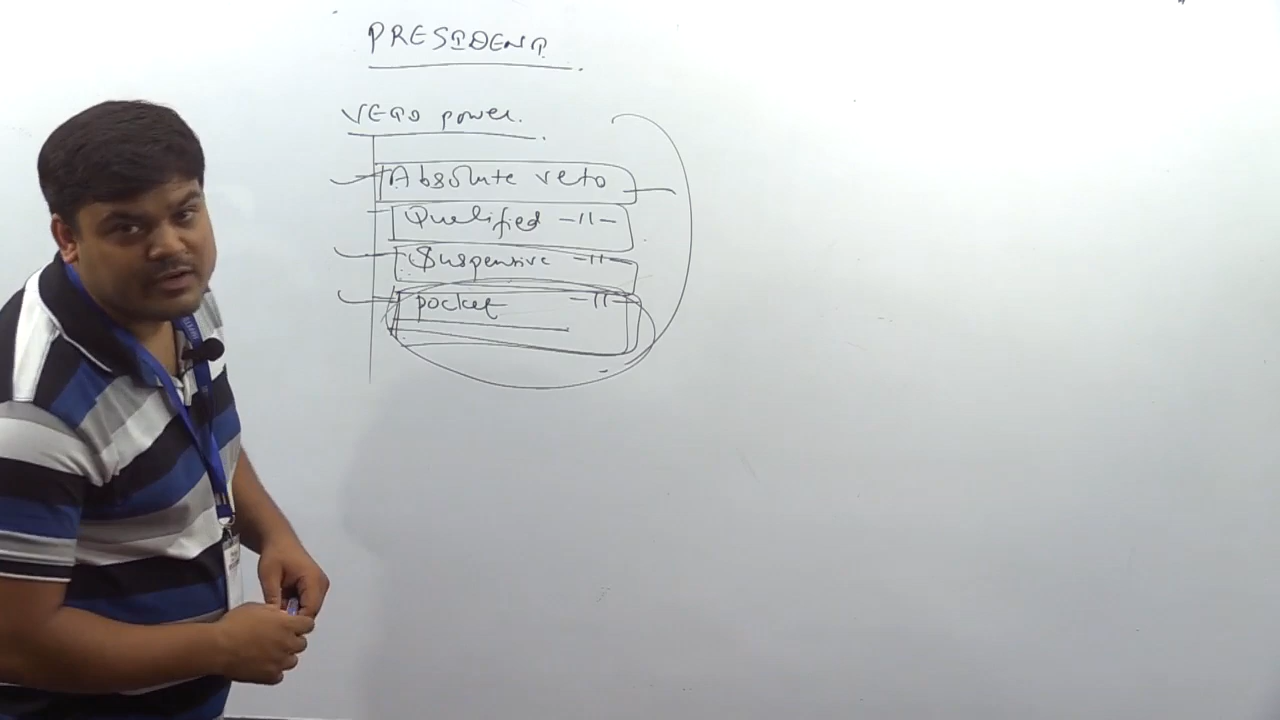 PRESIDENT
VETO power.
Absolute veto
Qualified -11-
Suspensive -11-
pocket -11-